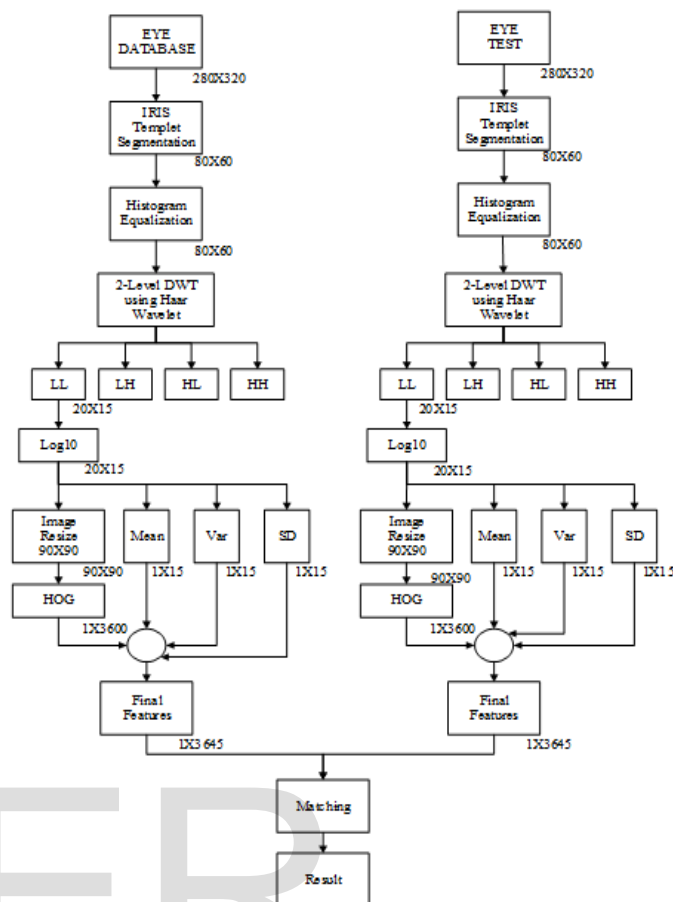 EYE
DATABASE
280X320
IRIS
Templet
Segmentation
80X60
Histogram
Equalization
80X60
2-Level DWT
using Haar
Wavelet
LL
LH
HL
HH
20X15
Log10
20X15
Image
Resize
90X90
Mean
Var
SD
90X90
1X15
1X15
1X15
HOG
1X3600
Final
Features
1X3645
EYE
TEST
280X320
IRIS
Templet
Segmentation
80X60
Histogram
Equalization
80X60
2-Level DWT
using Haar
Wavelet
LL
LH
HL
HH
20X15
Log10
20X15
Image
Resize
90X90
Mean
Var
SD
90X90
1X15
1X15
1X15
HOG
1X3600
Final
Features
1X3645
Matching
Result
ER